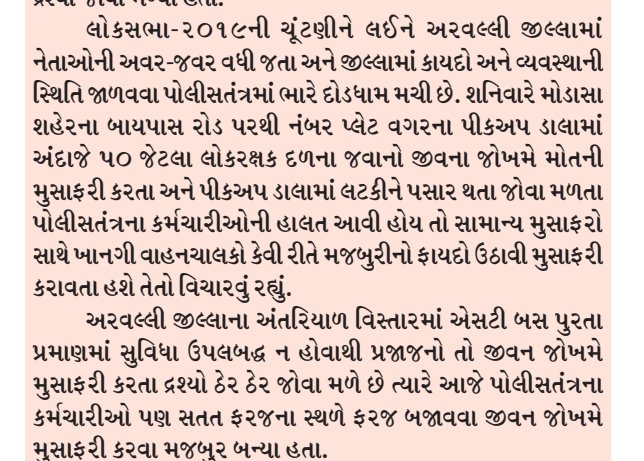 લોકસભા-૨૦૧૯ની ચૂંટણીને લઈને અરવલ્લી જીલ્લામાં
નેતાઓની અવર-જવર વધી જતા અને જીલ્લામાં કાયદો અને વ્યવસ્થાની
સ્થિતિ જાળવવા પોલીસતંત્રમાં ભારે દોડધામ મચી છે. શનિવારે મોડાસા
શહેરના બાયપાસ રોડ પરથી નંબર પ્લેટ વગરના પીકઅપ ડાલામાં
અંદાજે ૫૦ જેટલા લોકરક્ષક દળના જવાનો જીવના જોખમે મોતની
મુસાફરી કરતા અને પીકઅપ ડાલામાં લટકીને પસાર થતા જોવા મળતા
પોલીસતંત્રના કર્મચારીઓની હાલત આવી હોય તો સામાન્ય મુસાફરો
સાથે ખાનગી વાહનચાલકો કેવી રીતે મજબુરીનો ફાયદો ઉઠાવી મુસાફરી
કરાવતા હશે તેતો વિચારવું રહ્યું.
અરવલ્લી જીલ્લાના અંતરિયાળ વિસ્તારમાં એસટી બસ પુરતા
પ્રમાણમાં સુવિધા ઉપલબદ્ધ ન હોવાથી પ્રજાજનો તો જીવન જોખમે
મુસાફરી કરતા દ્રશ્યો ઠેર ઠેર જોવા મળે છે ત્યારે આજે પોલીસતંત્રના
કર્મચારીઓ પણ સતત ફરજના સ્થળે ફરજ બજાવવા જીવન જોખમે
મુસાફરી કરવા મજબુર બન્યા હતા.